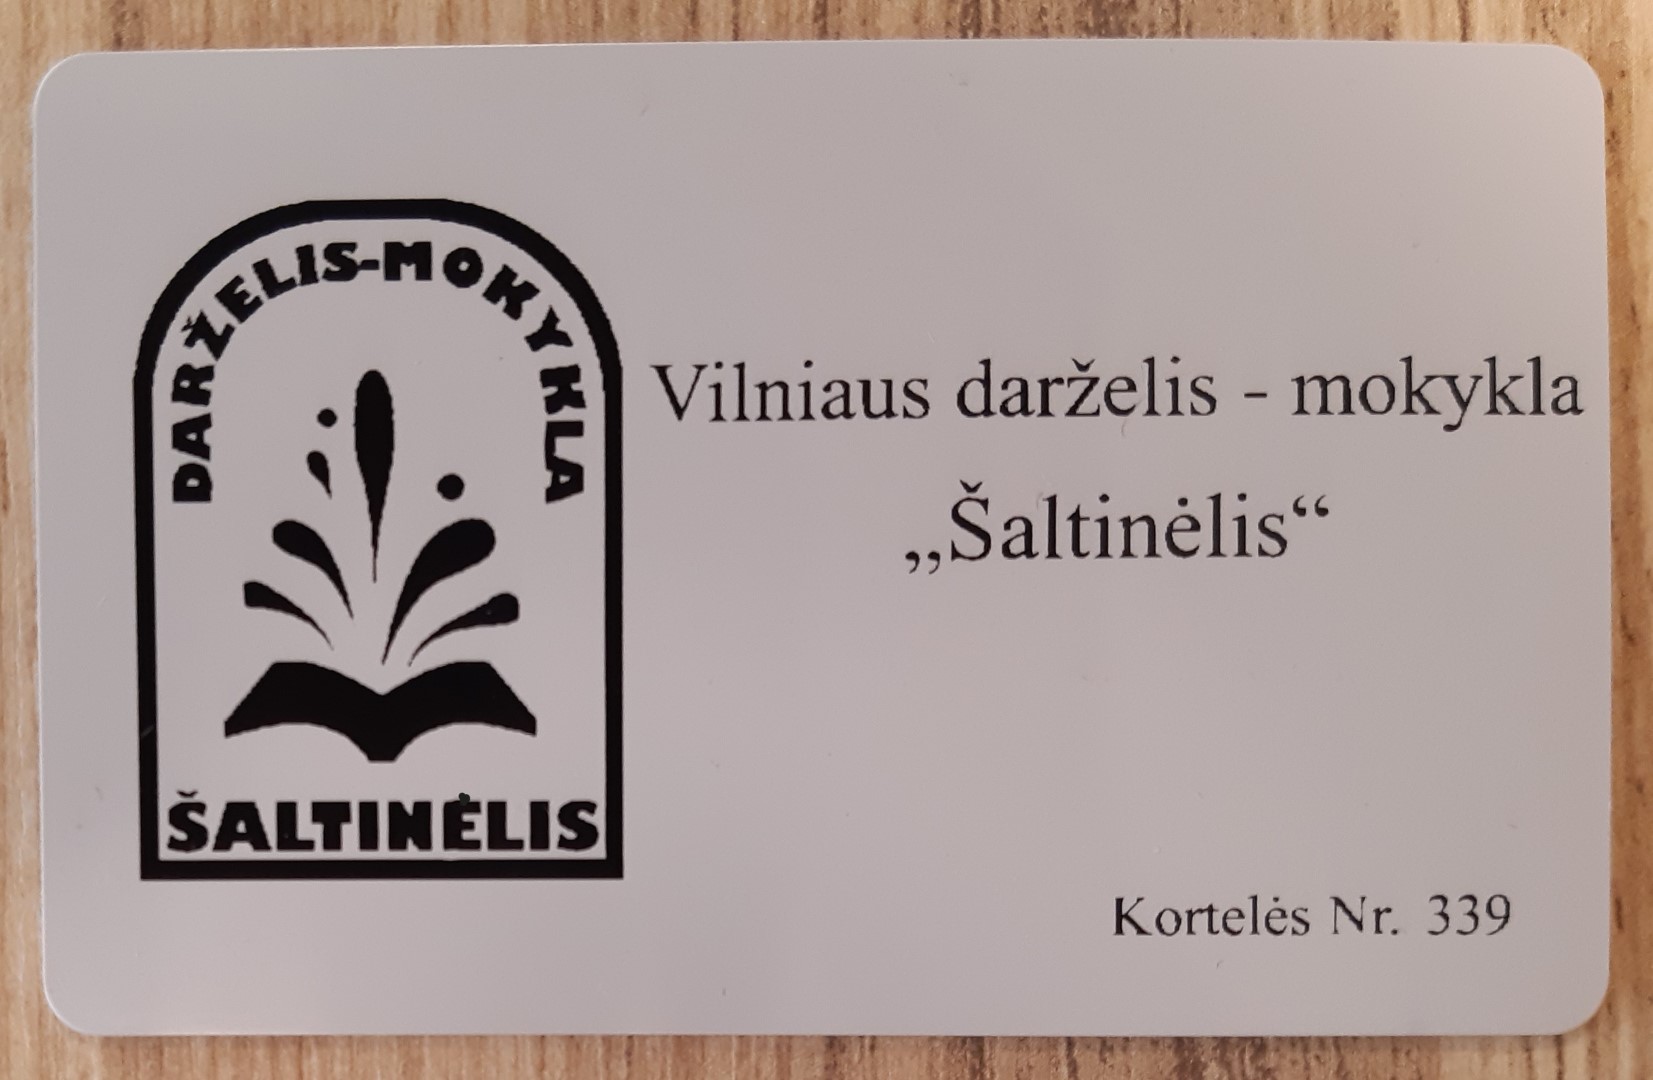 DARŽELIS-MOKYKLA
ŠALTINĖLIS
Vilniaus darželis - mokykla
„Šaltinėlis“
Kortelės Nr. 339